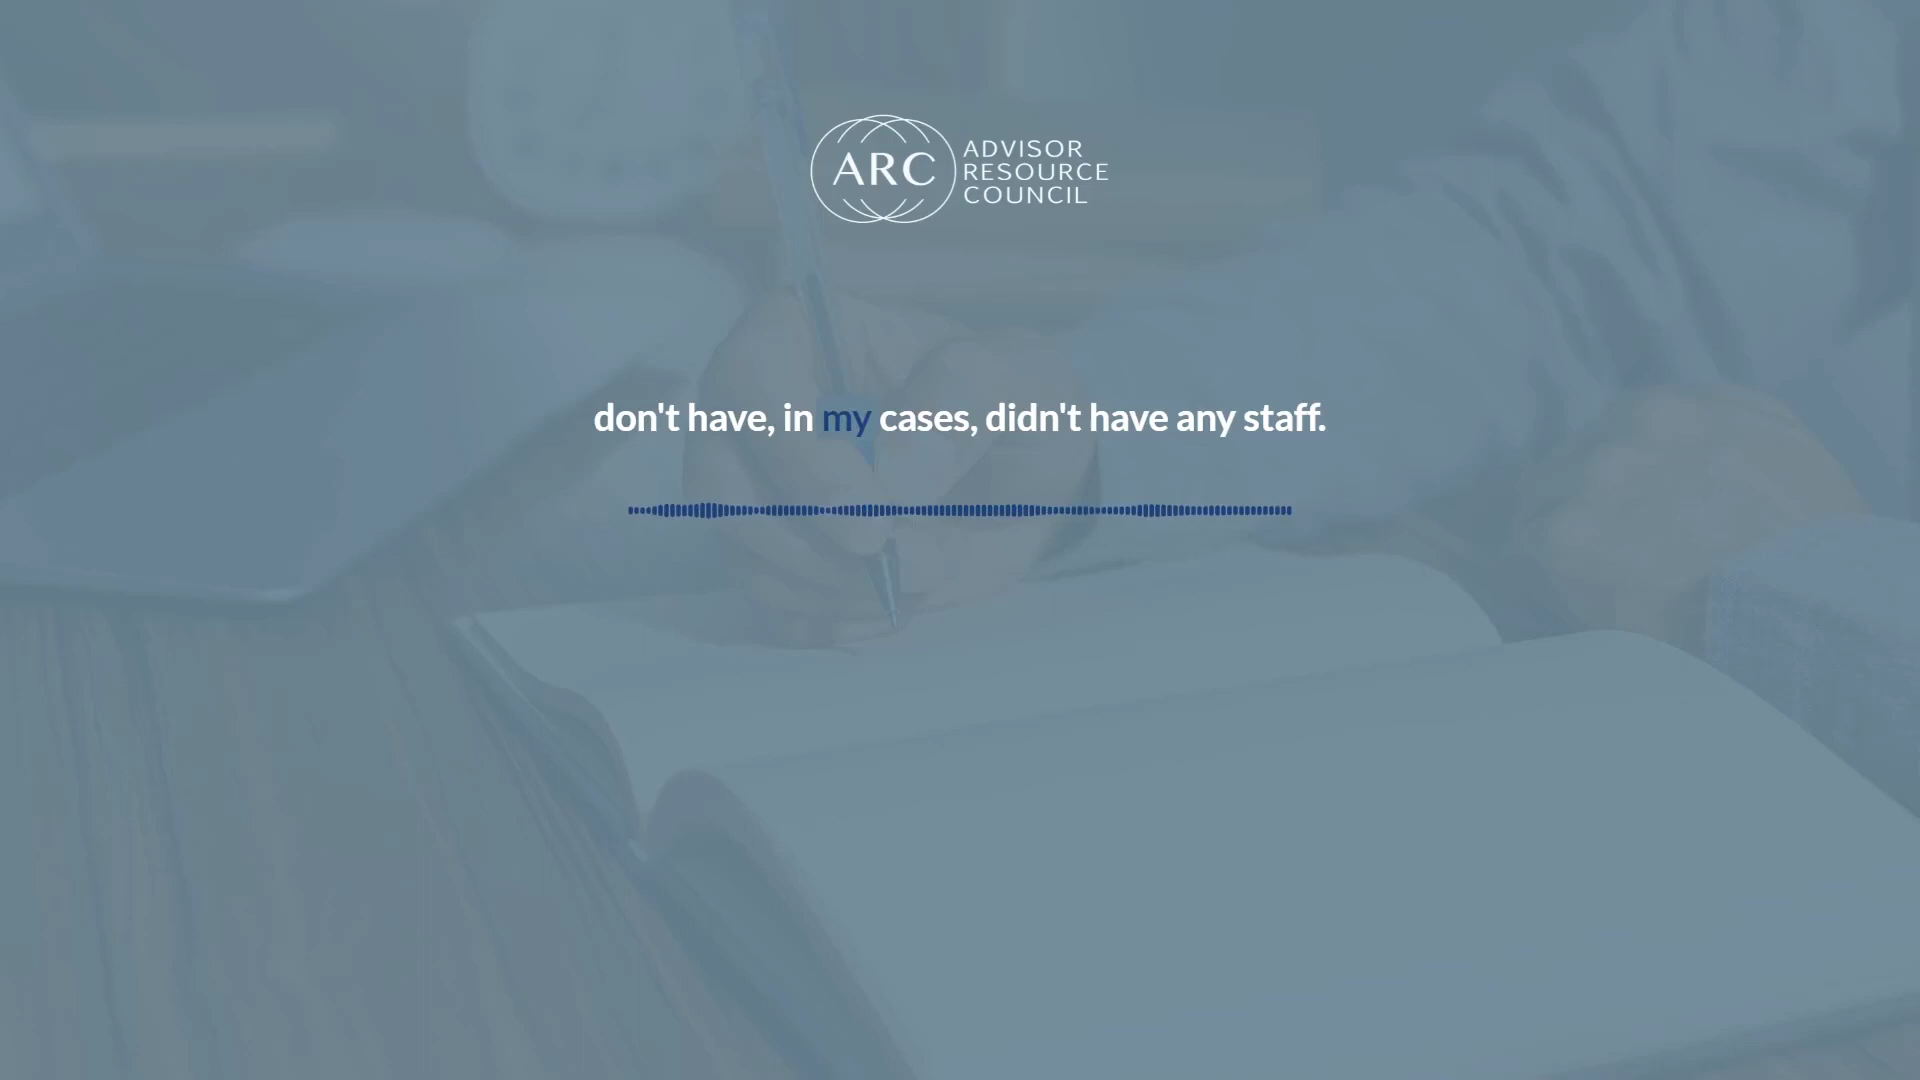 ARC
ADVISOR
RESOURCE
COUNCIL
don't have, in my cases, didn't have any staff.